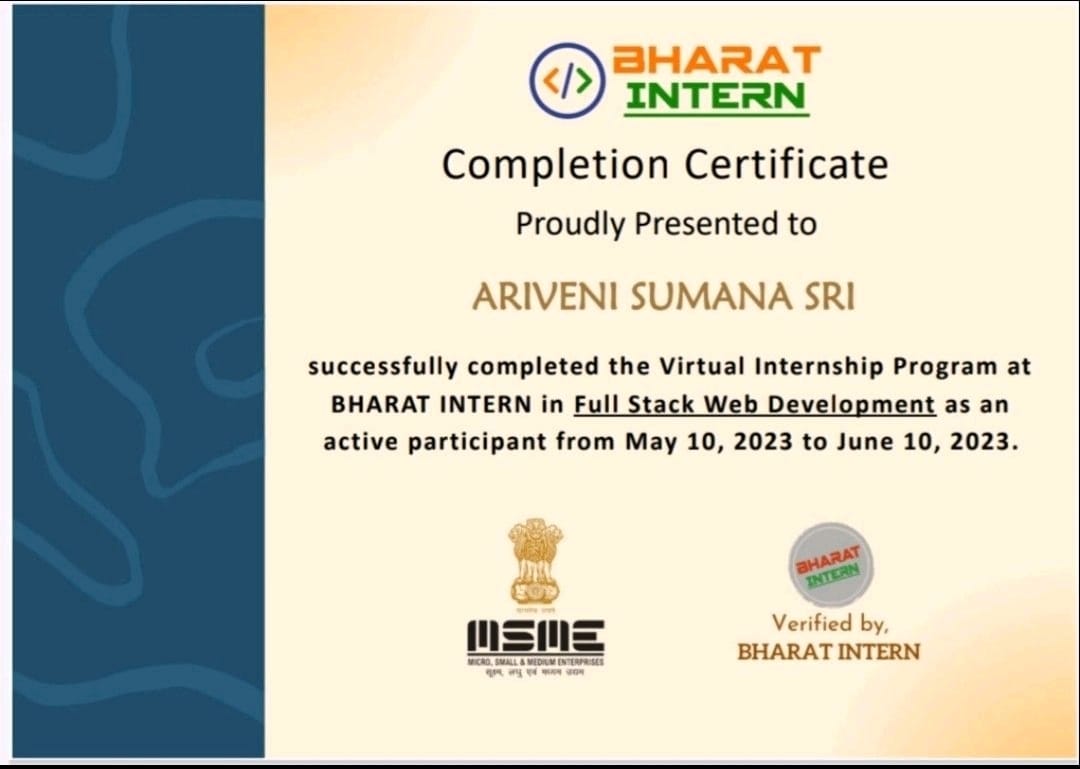 </>
BHARAT
INTERN
Completion Certificate
Proudly Presented to
ARIVENI SUMANA SRI
successfully completed the Virtual Internship Program at
BHARAT INTERN in Full Stack Web Development as an
active participant from May 10, 2023 to June 10, 2023.
सत्यमेव जयते
MSME
MICRO, SMALL & MEDIUM ENTERPRISES
सूक्ष्म, लघु एवं मध्यम उद्यम
BHARAT
INTERN
Verified by,
BHARAT INTERN